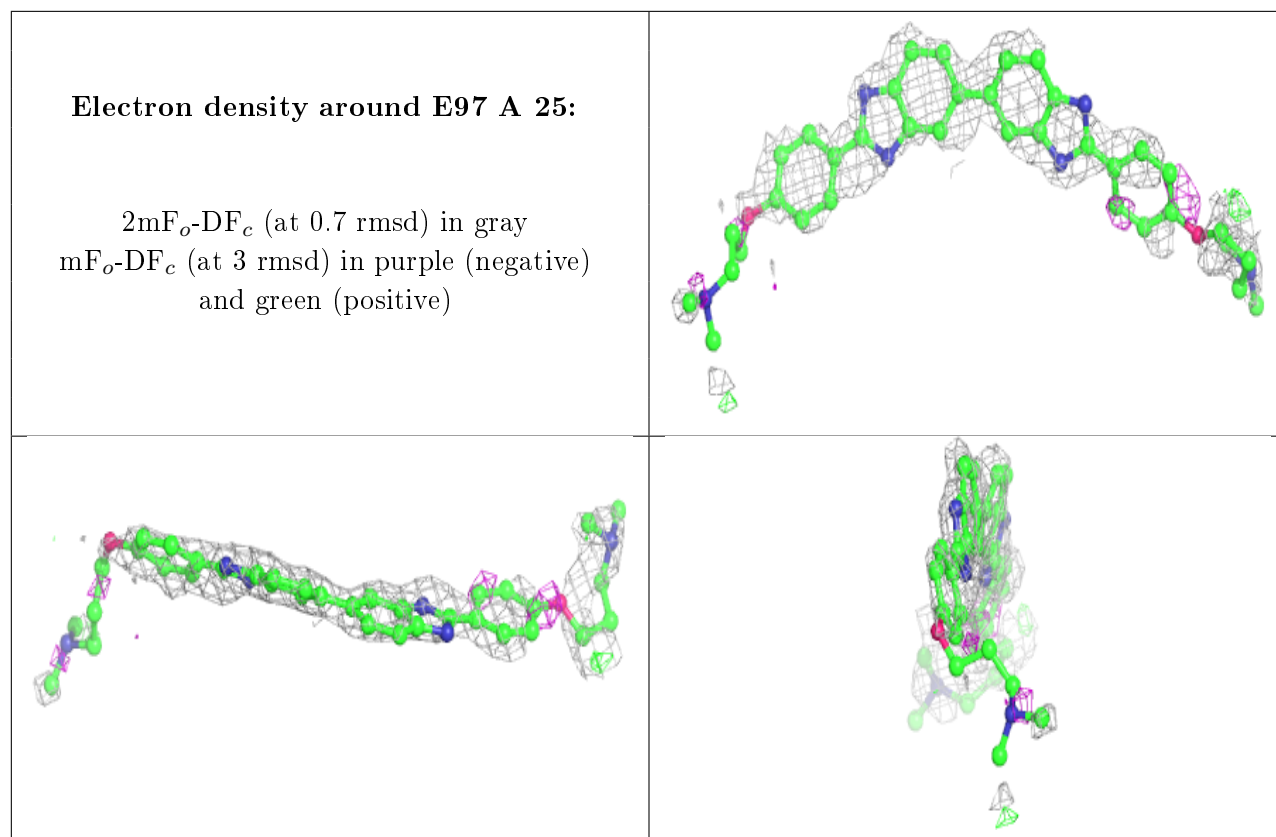 Electron density around E97 A 25:
2mF$_o$-DF$_c$ (at 0.7 rmsd) in gray
mF$_o$-DF$_c$ (at 3 rmsd) in purple (negative)
and green (positive)